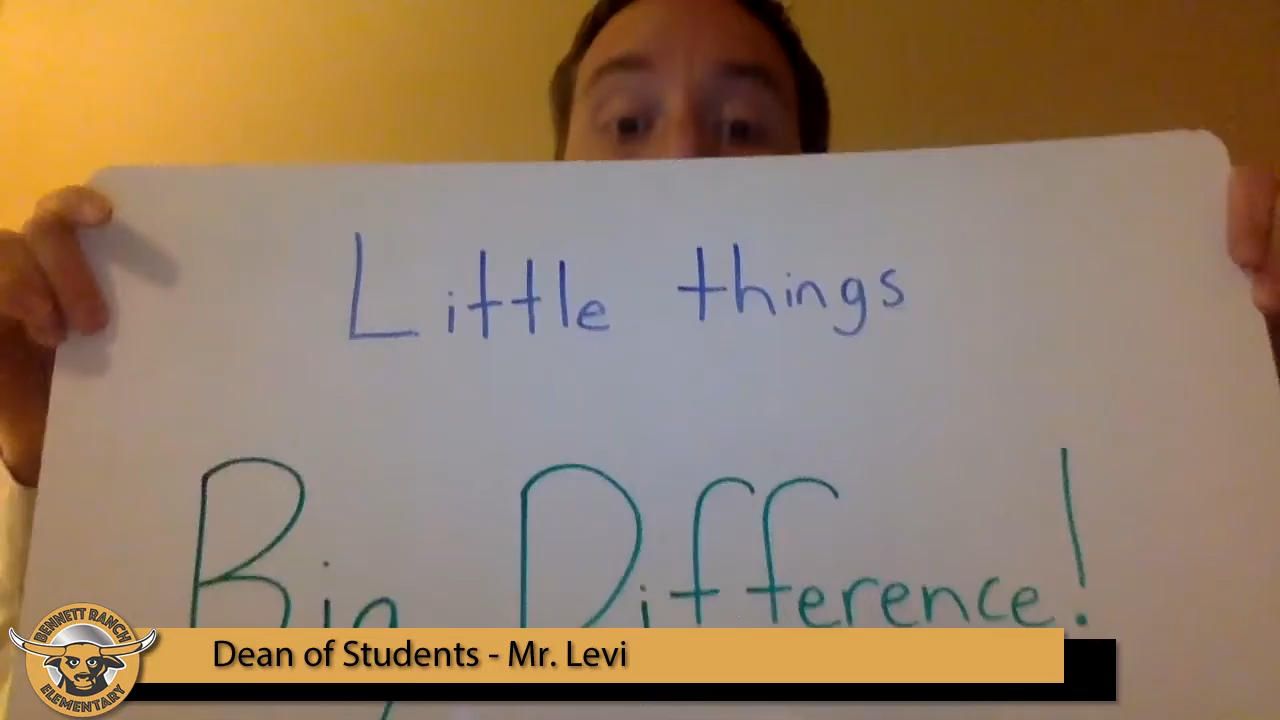 Little things
Big Difference!
Dean of Students - Mr. Levi
BENNETT RANCH
ELEMENTARY